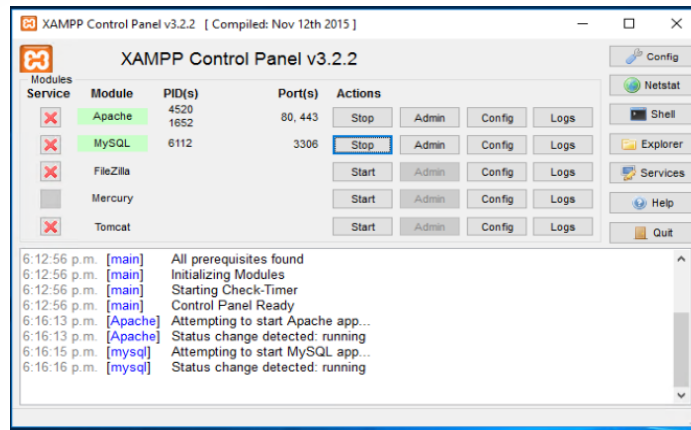 XAMPP Control Panel v3.2.2 [ Compiled: Nov 12th 2015 ]
XAMPP Control Panel v3.2.2
Config
Modules
Service Module PID(s) Port(s) Actions
Netstat
Apache 4520 1652 80, 443 Stop Admin Config Logs
Shell
MySQL 6112 3306 Stop Admin Config Logs
Explorer
FileZilla Start Admin Config Logs
Services
Mercury Start Admin Config Logs
Help
Tomcat Start Admin Config Logs
Quit
6:12:56 p.m. [main] All prerequisites found
6:12:56 p.m. [main] Initializing Modules
6:12:56 p.m. [main] Starting Check-Timer
6:12:56 p.m. [main] Control Panel Ready
6:16:13 p.m. [Apache] Attempting to start Apache app...
6:16:13 p.m. [Apache] Status change detected: running
6:16:15 p.m. [mysql] Attempting to start MySQL app...
6:16:16 p.m. [mysql] Status change detected: running